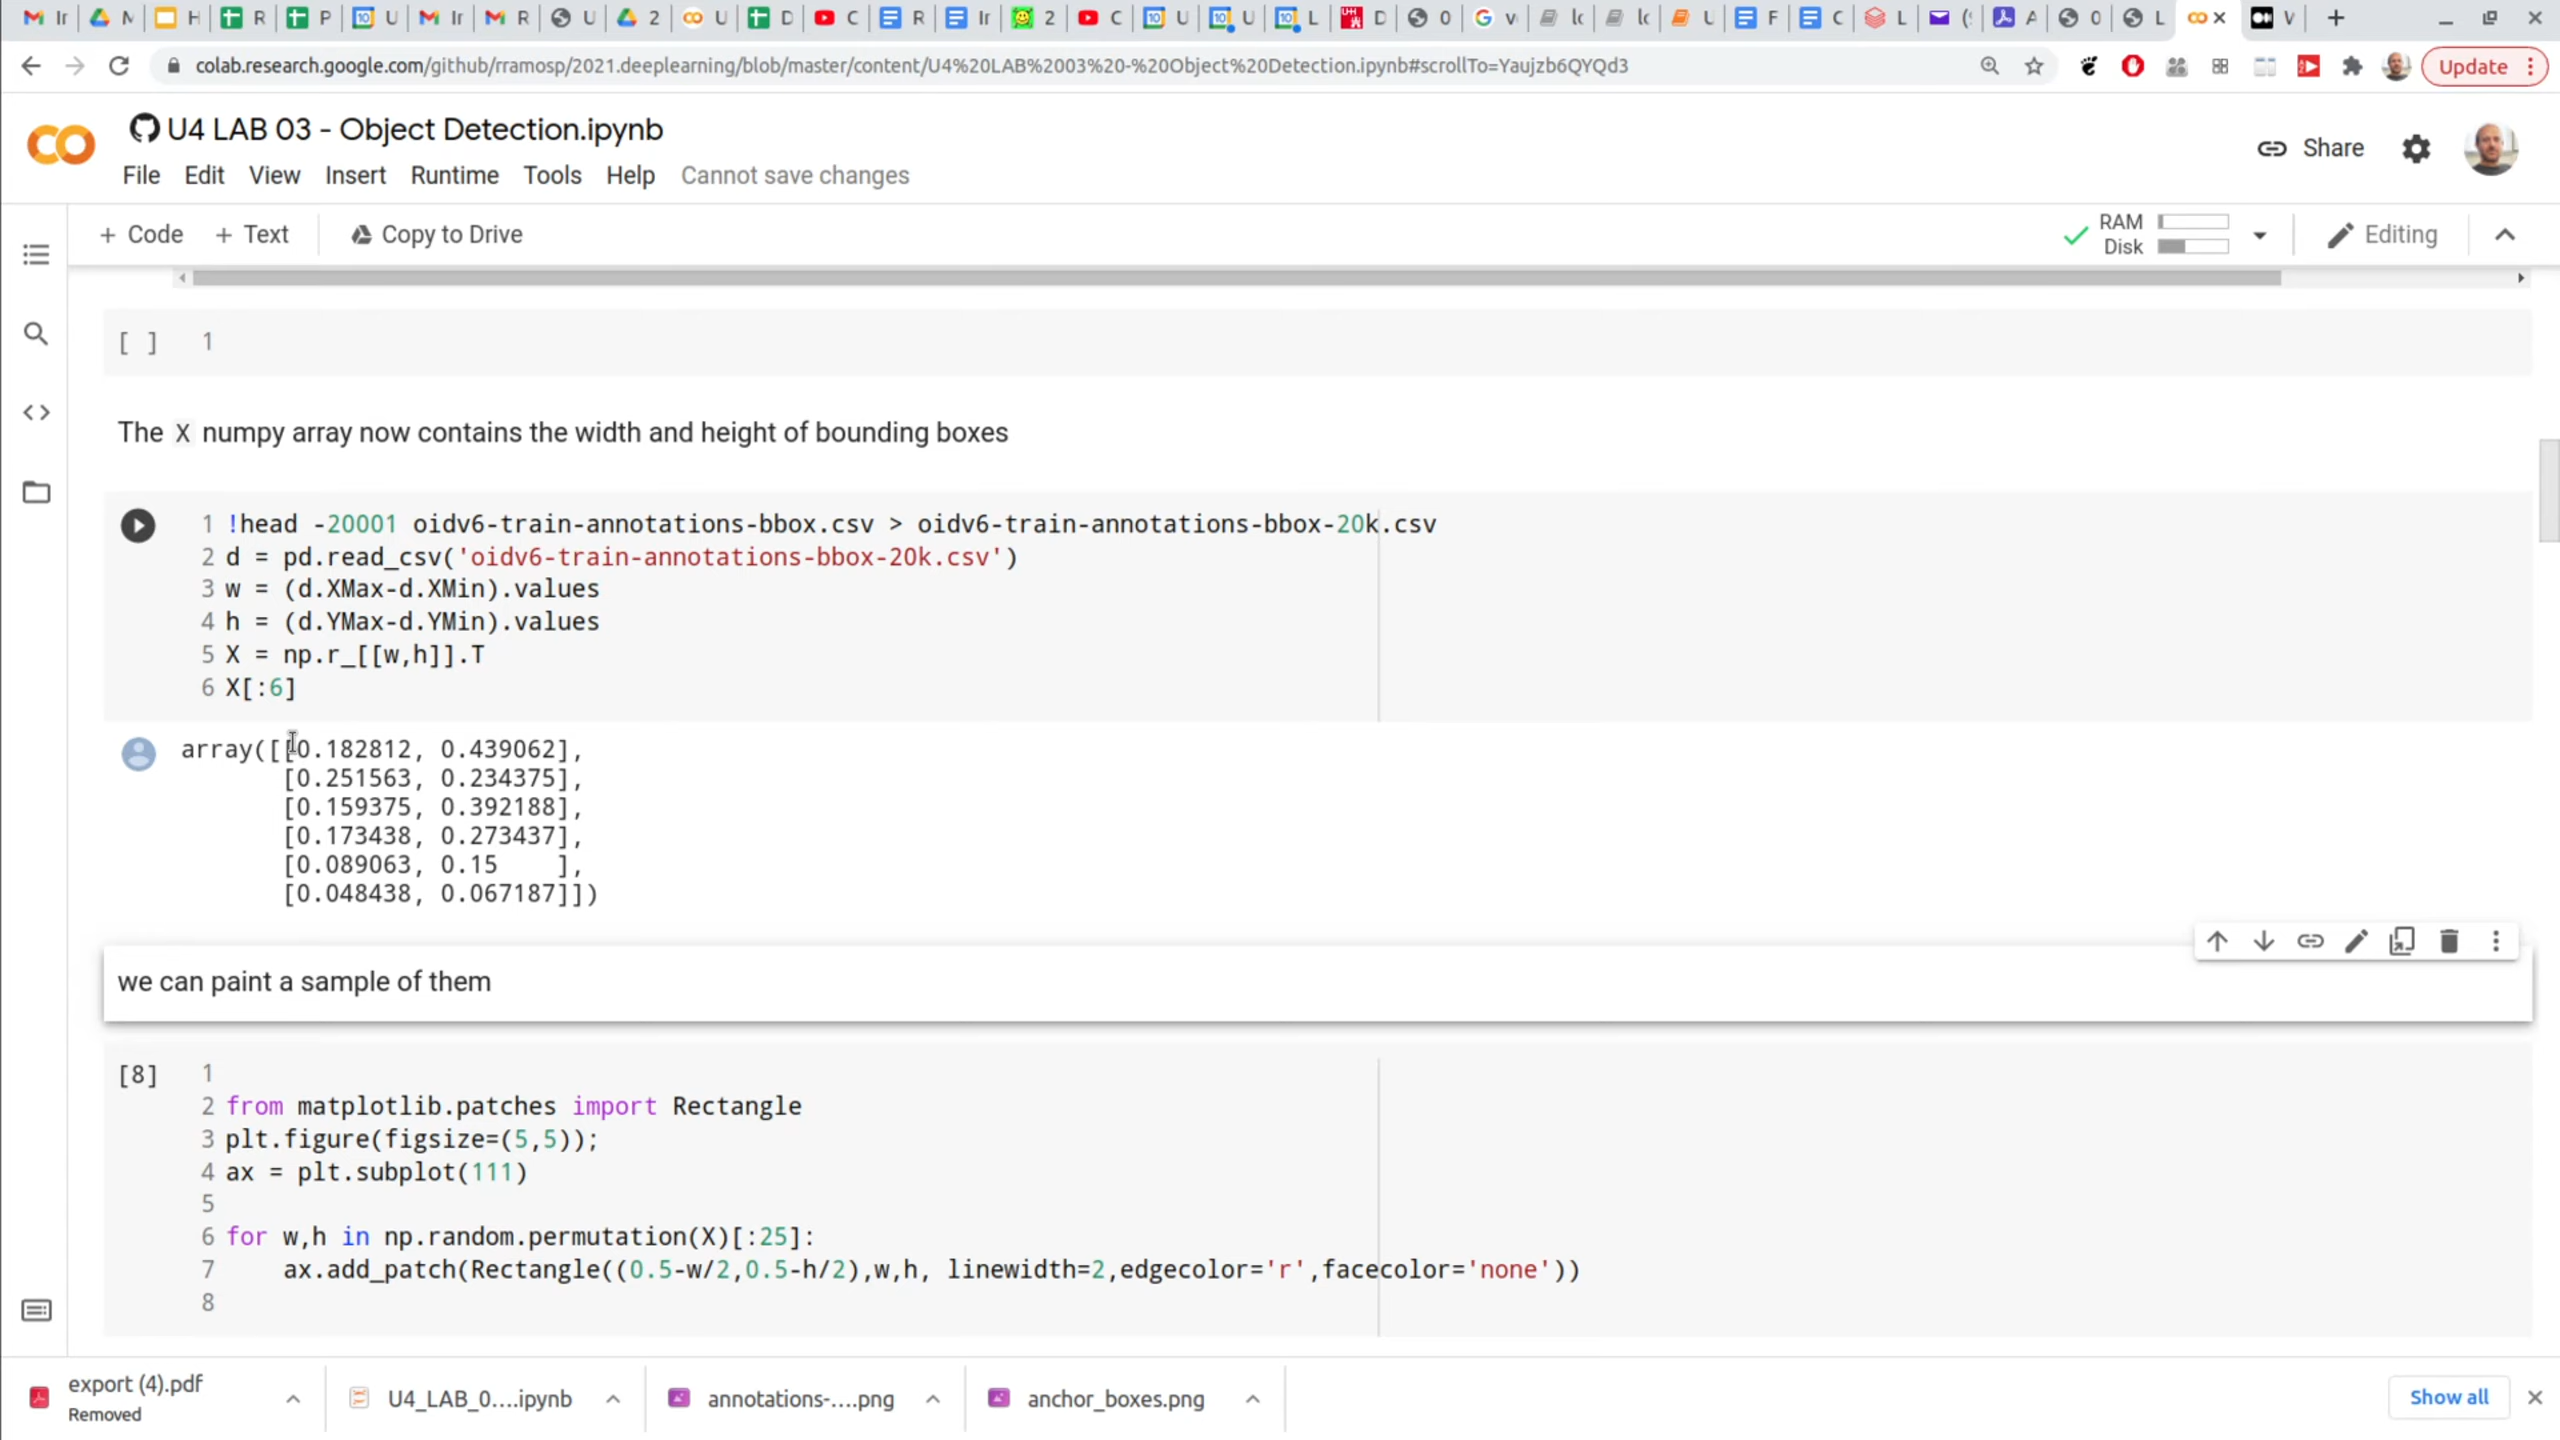 colab.research.google.com/github/rramosp/2021.deeplearning/blob/master/content/U4%20LAB%2003%20-%20Object%20Detection.ipynb#scrollTo=Yaujzb6QYQd3
Update
U4 LAB 03 - Object Detection.ipynb
File Edit View Insert Runtime Tools Help Cannot save changes
Share
+ Code + Text Copy to Drive
RAM
Disk
Editing
[ ] 1
The X numpy array now contains the width and height of bounding boxes
1 !head -20001 oidv6-train-annotations-bbox.csv > oidv6-train-annotations-bbox-20k.csv
2 d = pd.read_csv('oidv6-train-annotations-bbox-20k.csv')
3 w = (d.XMax-d.XMin).values
4 h = (d.YMax-d.YMin).values
5 X = np.r_[[w,h]].T
6 X[:6]
array([[0.182812, 0.439062],
[0.251563, 0.234375],
[0.159375, 0.392188],
[0.173438, 0.273437],
[0.089063, 0.15    ],
[0.048438, 0.067187]])
we can paint a sample of them
[8] 1
2 from matplotlib.patches import Rectangle
3 plt.figure(figsize=(5,5));
4 ax = plt.subplot(111)
5
6 for w,h in np.random.permutation(X)[:25]:
7     ax.add_patch(Rectangle((0.5-w/2,0.5-h/2),w,h, linewidth=2,edgecolor='r',facecolor='none'))
8
export (4).pdf
Removed
U4_LAB_0....ipynb
annotations-....png
anchor_boxes.png
Show all